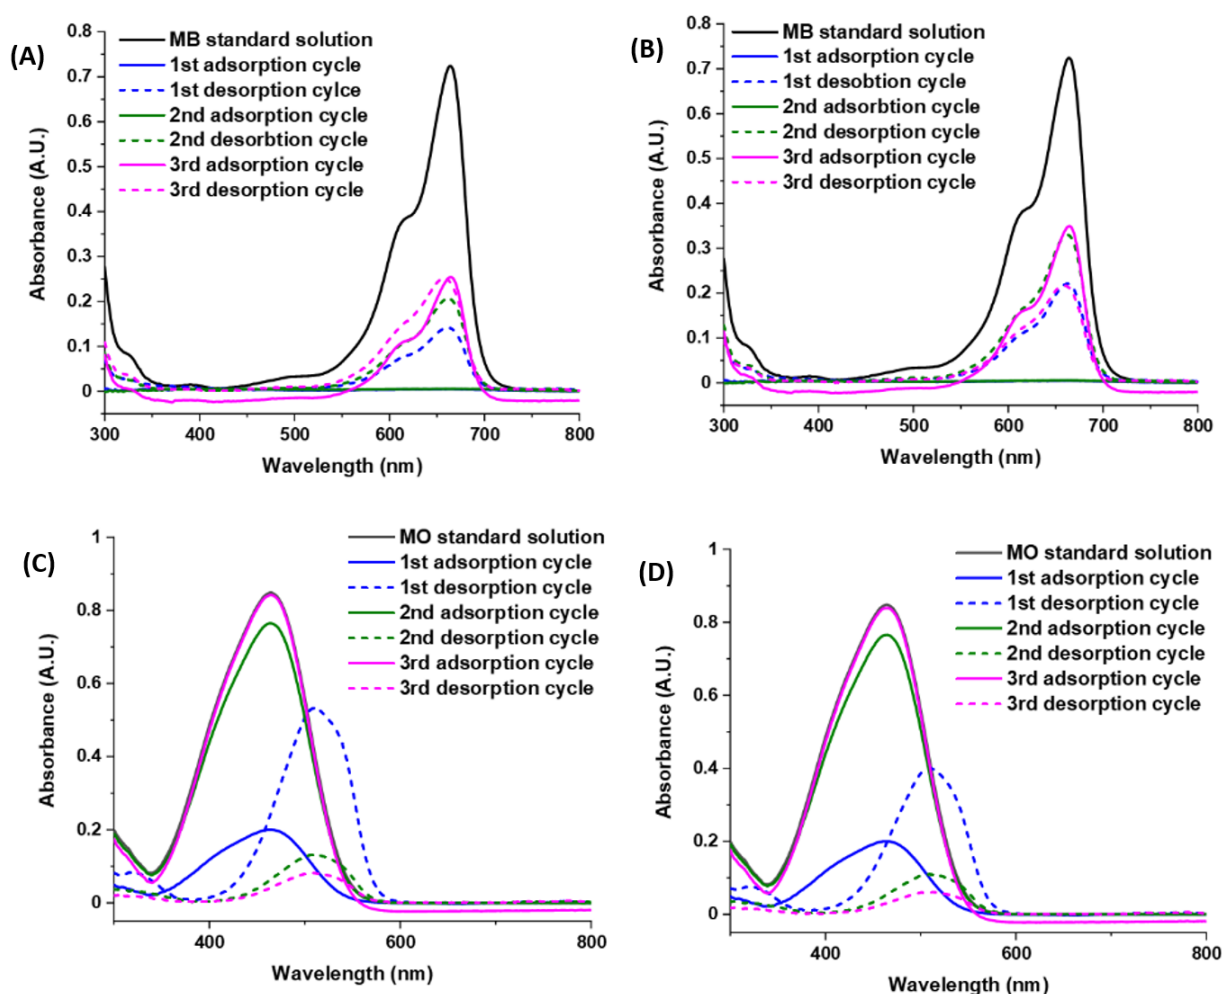 (A)
MB standard solution
1st adsorption cycle
1st desorption cylce
2nd adsorption cycle
2nd desorbtion cycle
3rd adsorption cycle
3rd desorption cycle
0.8
0.7
0.6
0.5
0.4
0.3
0.2
0.1
0
Absorbance (A.U.)
300 400 500 600 700 800
Wavelength (nm)
(B)
MB standard solution
1st adsorption cycle
1st desobtion cycle
2nd adsorbtion cycle
2nd desorption cycle
3rd adsorption cycle
3rd desorption cycle
0.8
0.7
0.6
0.5
0.4
0.3
0.2
0.1
0
Absorbance (A.U.)
300 400 500 600 700 800
Wavelength (nm)
(C)
MO standard solution
1st adsorption cycle
1st desorption cycle
2nd adsorption cycle
2nd desorption cycle
3rd adsorption cycle
3rd desorption cycle
1
0.8
0.6
0.4
0.2
0
Absorbance (A.U.)
400 600 800
Wavelength (nm)
(D)
MO standard solution
1st adsorption cycle
1st desorption cycle
2nd adsorption cycle
2nd desorption cycle
3rd adsorption cycle
3rd desorption cycle
1
0.8
0.6
0.4
0.2
0
Absorbance (A.U.)
400 600 800
Wavelength (nm)